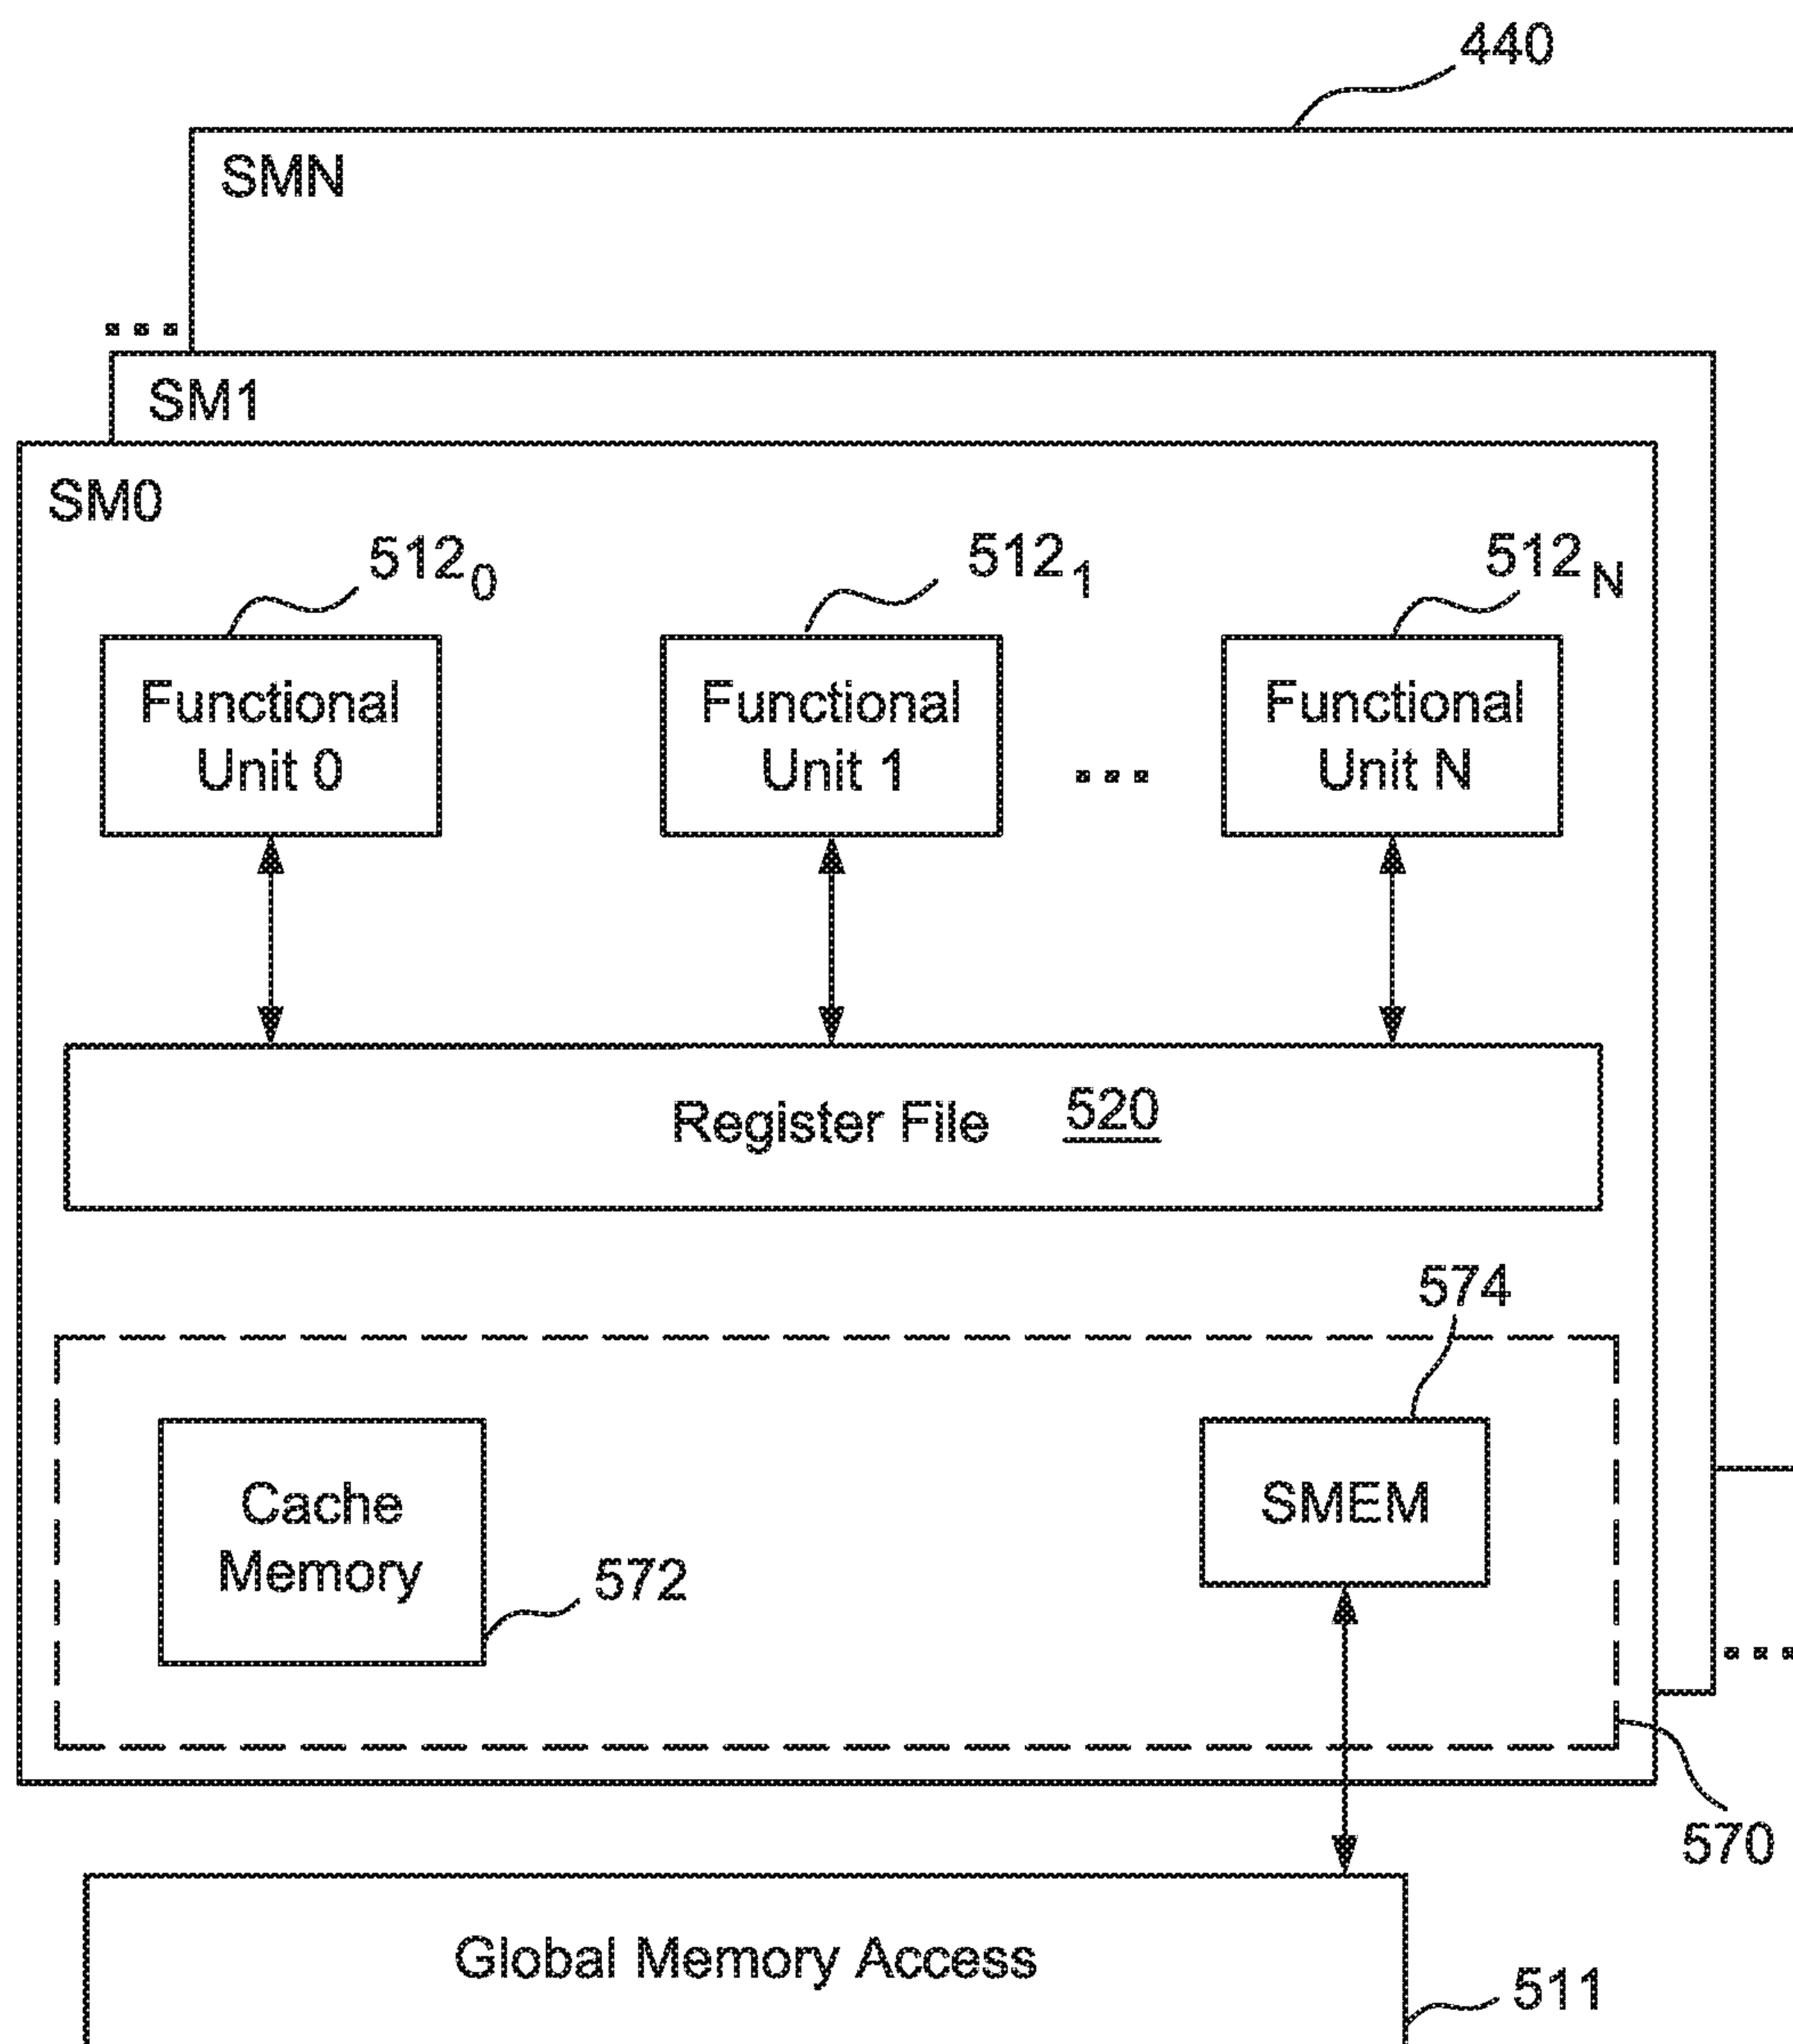 440
SMN
...
SM1
SM0
512₀
512₁
512N
Functional
Unit 0
Functional
Unit 1
...
Functional
Unit N
Register File 520
574
Cache
Memory
572
SMEM
...
570
Global Memory Access
511